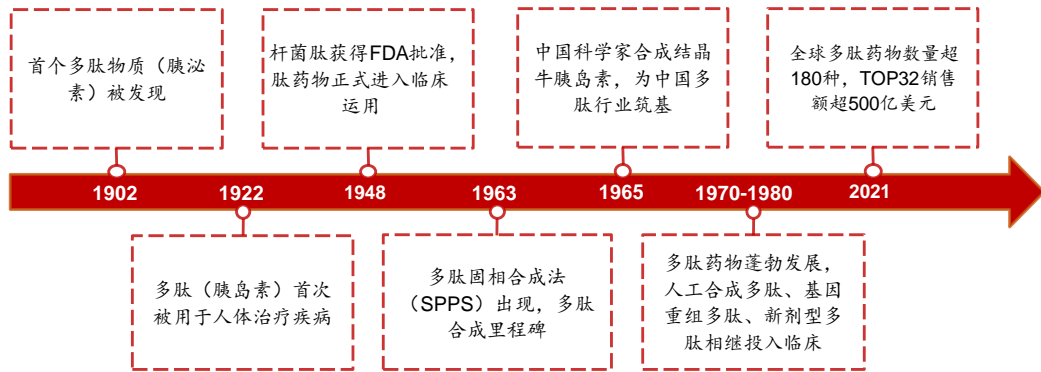 首个多肽物质（胰泌
素）被发现
杆菌肽获得FDA批准，
肽药物正式进入临床
运用
中国科学家合成结晶
牛胰岛素，为中国多
肽行业筑基
全球多肽药物数量超
180种，TOP32销售
额超500亿美元
1902
1922
1948
1963
1965
1970-1980
2021
多肽（胰岛素）首次
被用于人体治疗疾病
多肽固相合成法
（SPPS）出现，多肽
合成里程碑
多肽药物蓬勃发展，
人工合成多肽、基因
重组多肽、新剂型多
肽相继投入临床